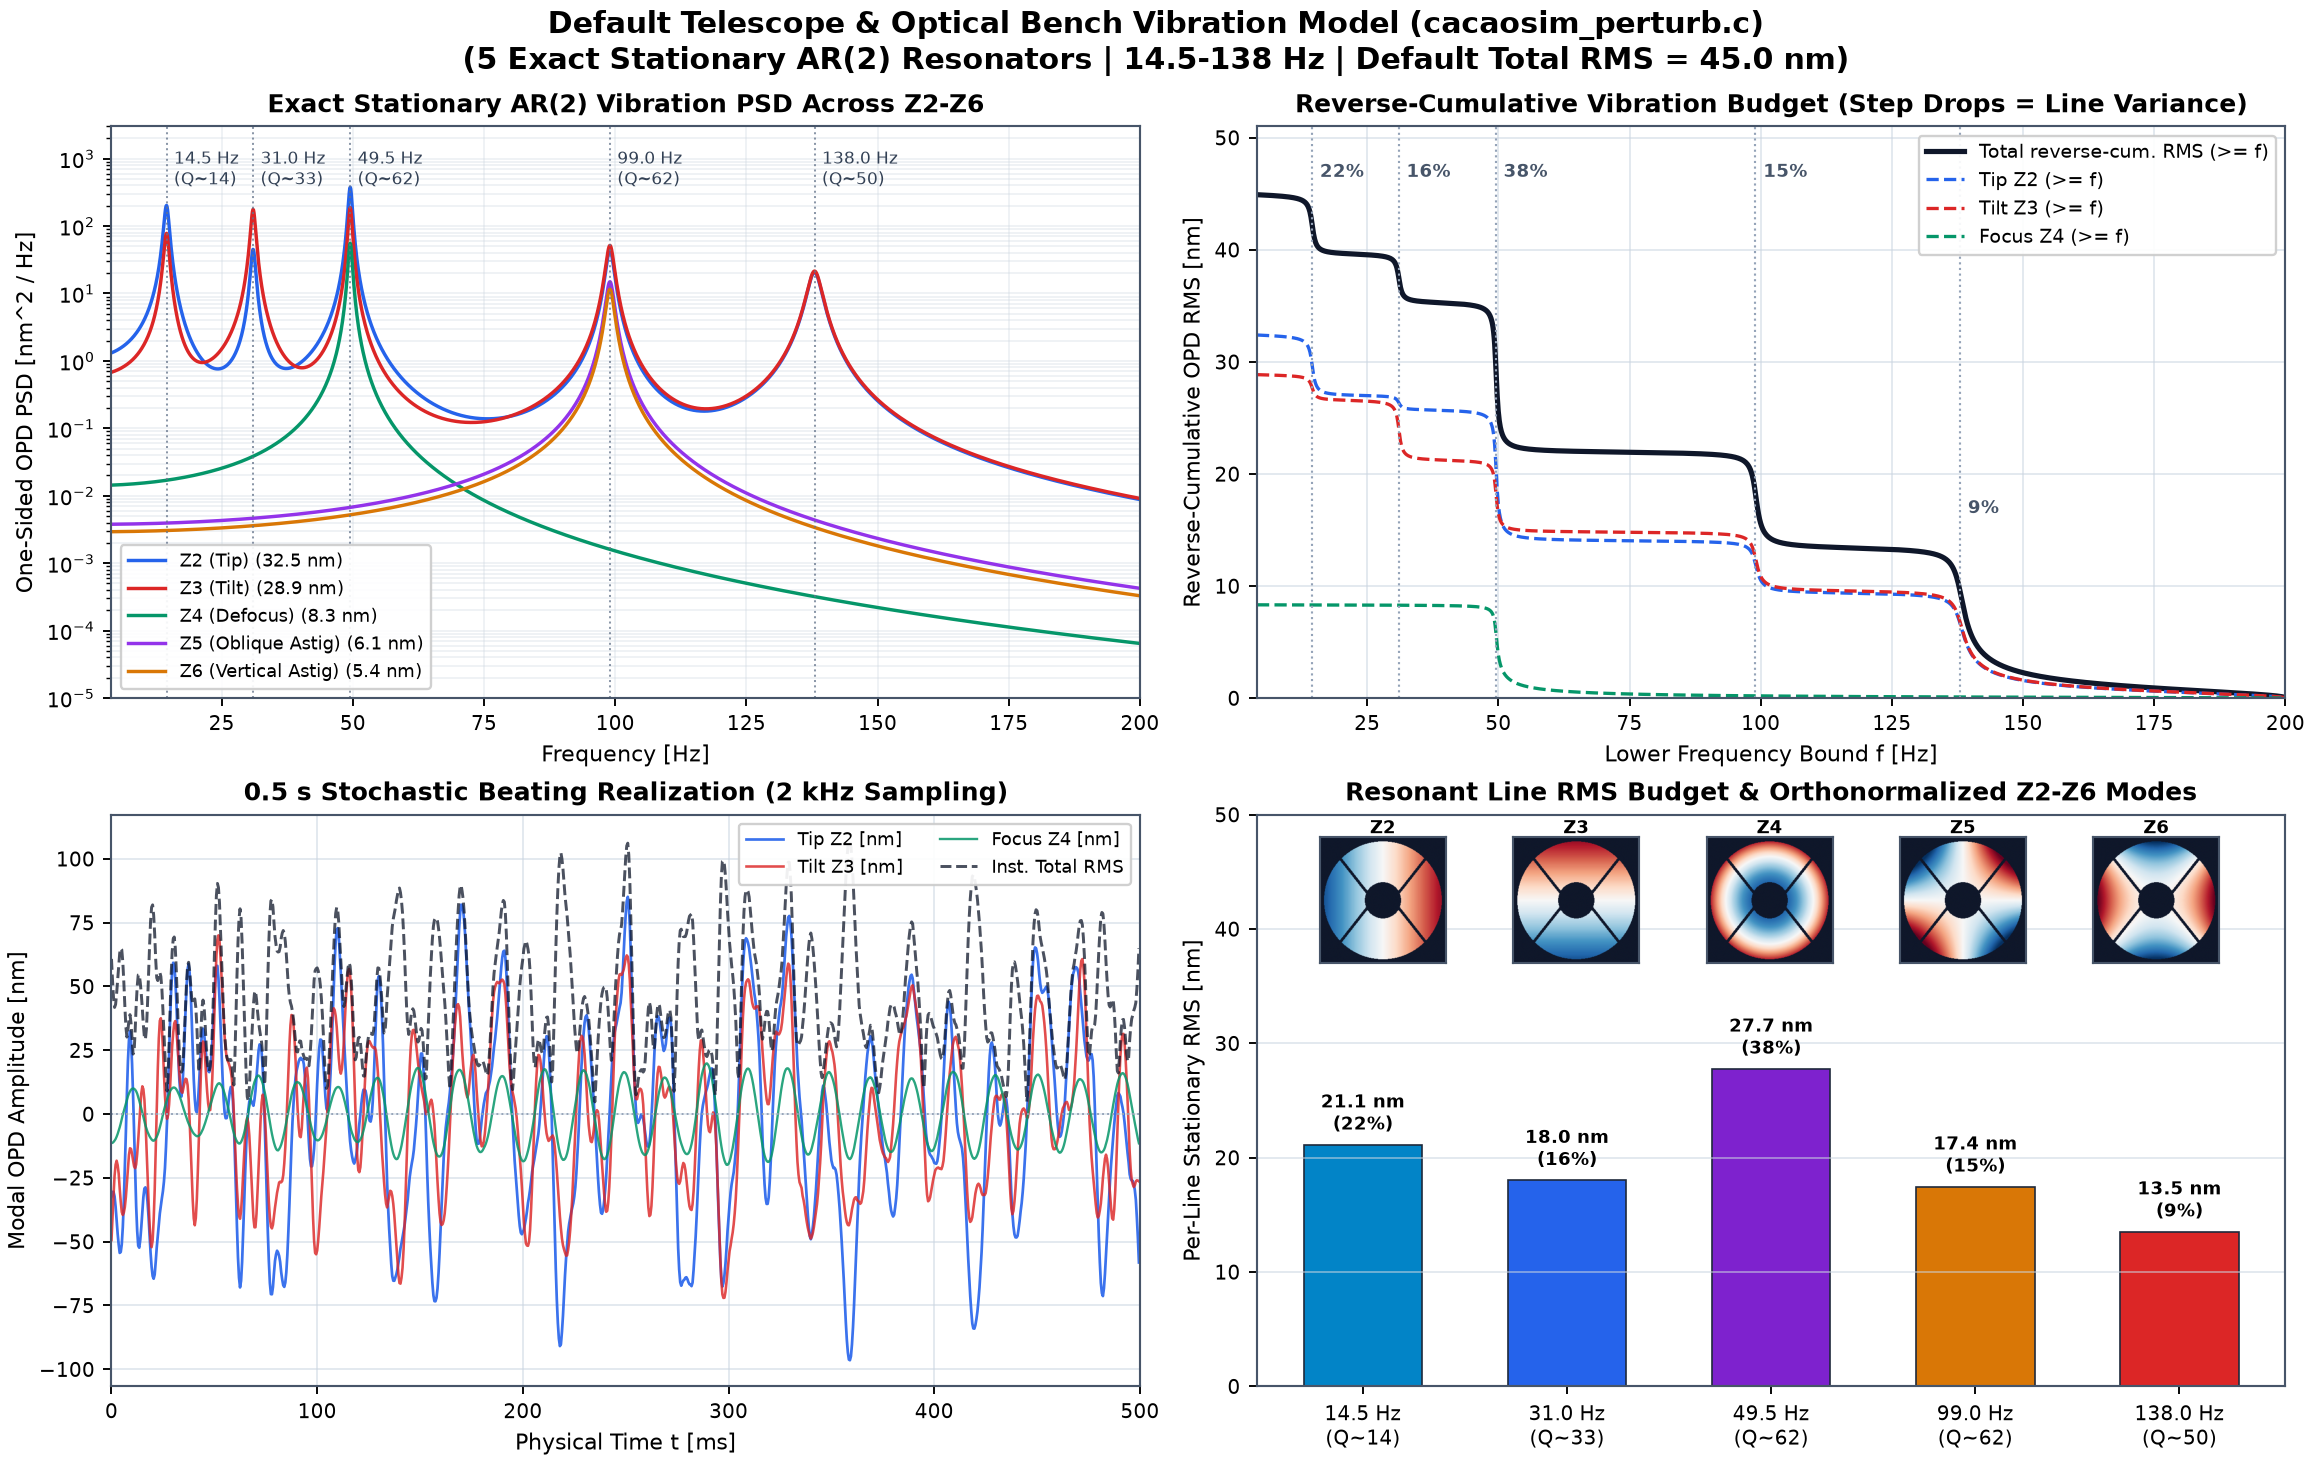 Default Telescope & Optical Bench Vibration Model (cacaosim_perturb.c)
(5 Exact Stationary AR(2) Resonators | 14.5-138 Hz | Default Total RMS = 45.0 nm)
Exact Stationary AR(2) Vibration PSD Across Z2-Z6
One-Sided OPD PSD [nm^2 / Hz]
10³
10²
10¹
10⁰
10⁻¹
10⁻²
10⁻³
10⁻⁴
10⁻⁵
14.5 Hz
(Q~14)
31.0 Hz
(Q~33)
49.5 Hz
(Q~62)
99.0 Hz
(Q~62)
138.0 Hz
(Q~50)
Z2 (Tip) (32.5 nm)
Z3 (Tilt) (28.9 nm)
Z4 (Defocus) (8.3 nm)
Z5 (Oblique Astig) (6.1 nm)
Z6 (Vertical Astig) (5.4 nm)
25 50 75 100 125 150 175 200
Frequency [Hz]
Reverse-Cumulative Vibration Budget (Step Drops = Line Variance)
Reverse-Cumulative OPD RMS [nm]
50
40
30
20
10
0
22% 16% 38% 15%
9%
Total reverse-cum. RMS (>= f)
Tip Z2 (>= f)
Tilt Z3 (>= f)
Focus Z4 (>= f)
25 50 75 100 125 150 175 200
Lower Frequency Bound f [Hz]
0.5 s Stochastic Beating Realization (2 kHz Sampling)
Modal OPD Amplitude [nm]
100
75
50
25
0
−25
−50
−75
−100
Tip Z2 [nm]
Tilt Z3 [nm]
Focus Z4 [nm]
Inst. Total RMS
0 100 200 300 400 500
Physical Time t [ms]
Resonant Line RMS Budget & Orthonormalized Z2-Z6 Modes
Per-Line Stationary RMS [nm]
50
40
30
20
10
0
Z2 Z3 Z4 Z5 Z6
21.1 nm
(22%)
18.0 nm
(16%)
27.7 nm
(38%)
17.4 nm
(15%)
13.5 nm
(9%)
14.5 Hz
(Q~14)
31.0 Hz
(Q~33)
49.5 Hz
(Q~62)
99.0 Hz
(Q~62)
138.0 Hz
(Q~50)